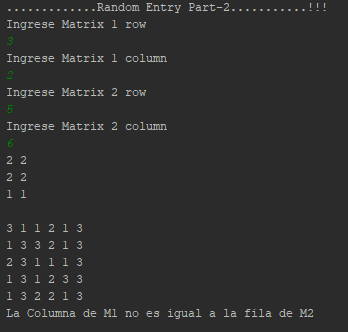 .............Random Entry Part-2...........!!!
Ingrese Matrix 1 row
3
Ingrese Matrix 1 column
2
Ingrese Matrix 2 row
5
Ingrese Matrix 2 column
6
2 2
2 2
1 1
3 1 1 2 1 3
1 3 3 2 1 3
2 3 1 1 1 3
1 3 1 2 3 3
1 3 2 2 1 3
La Columna de M1 no es igual a la fila de M2